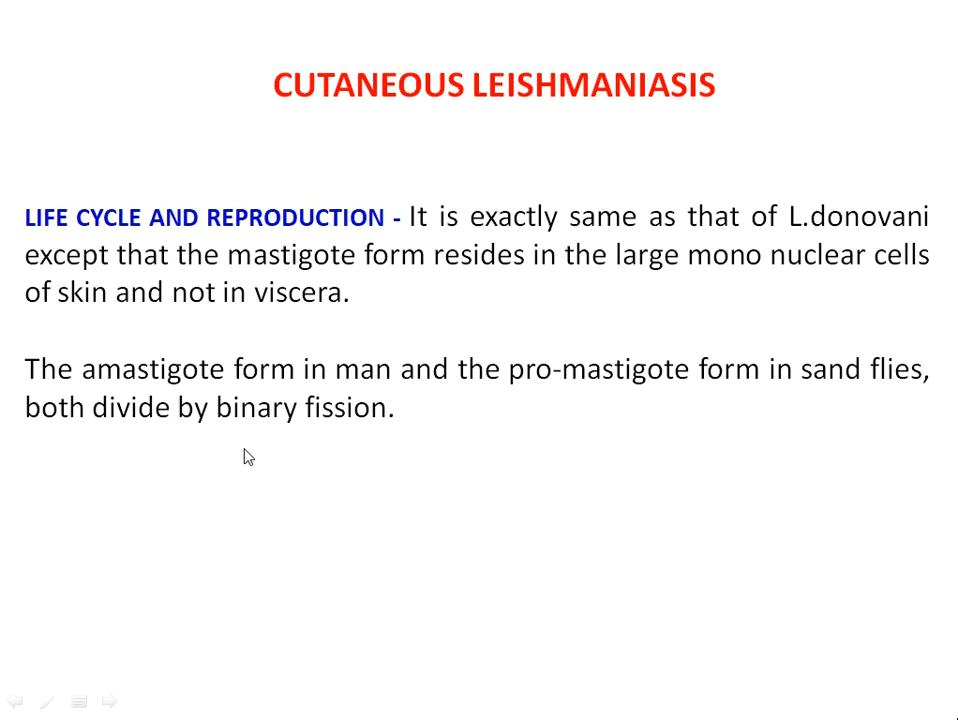 CUTANEOUS LEISHMANIASIS
LIFE CYCLE AND REPRODUCTION - It is exactly same as that of L.donovani
except that the mastigote form resides in the large mono nuclear cells
of skin and not in viscera.
The amastigote form in man and the pro-mastigote form in sand flies,
both divide by binary fission.